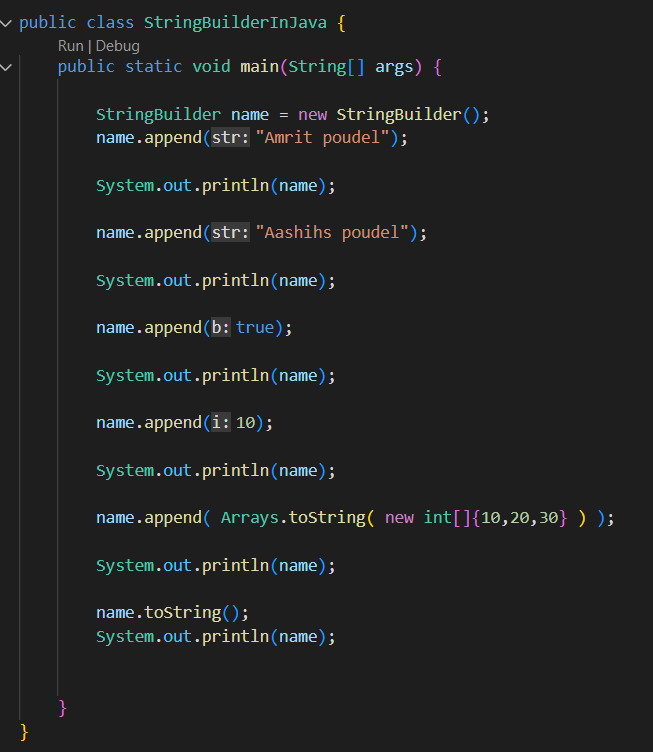 public class StringBuilderInJava {
Run | Debug
public static void main(String[] args) {
StringBuilder name = new StringBuilder();
name.append(str: "Amrit poudel");
System.out.println(name);
name.append(str: "Aashihs poudel");
System.out.println(name);
name.append(b: true);
System.out.println(name);
name.append(i: 10);
System.out.println(name);
name.append( Arrays.toString( new int[]{10,20,30} ) );
System.out.println(name);
name.toString();
System.out.println(name);
}
}